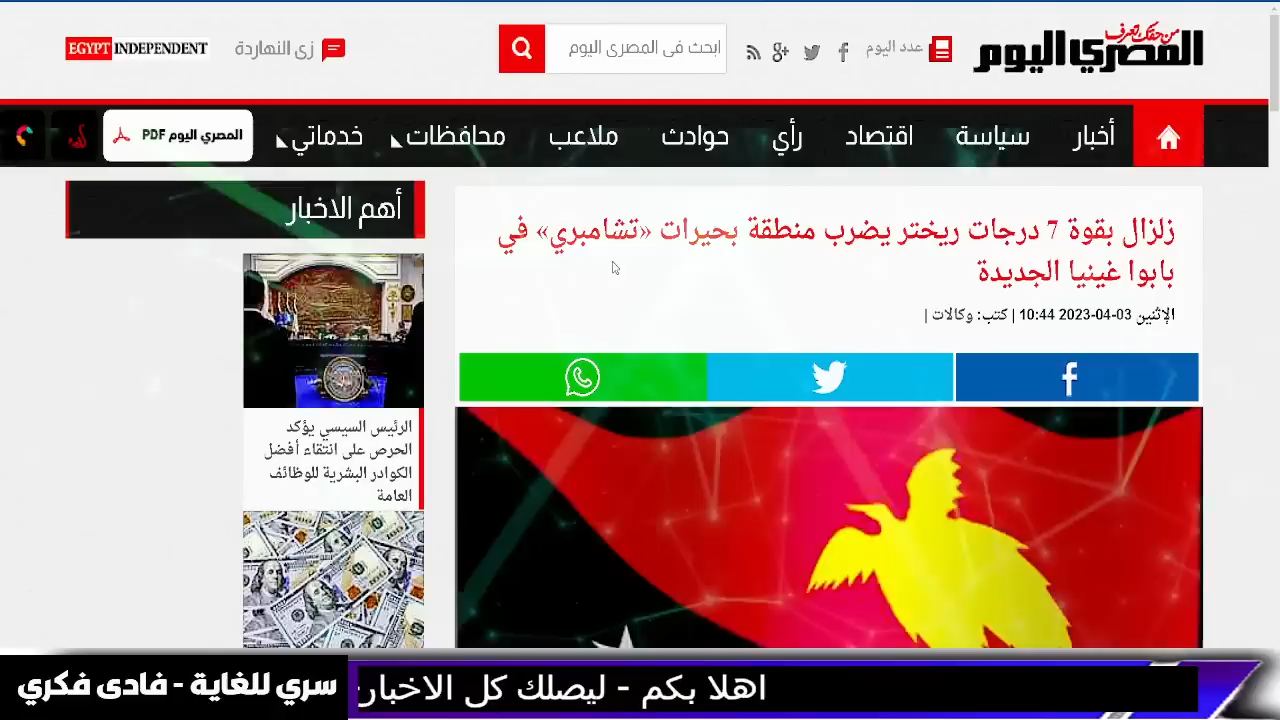 من حقك تعرف
المصري اليوم
عدد اليوم
ابحث فى المصرى اليوم
زى النهاردة
EGYPT INDEPENDENT
أخبار
سياسة
اقتصاد
رأي
حوادث
ملاعب
محافظات
خدماتي
المصري اليوم PDF
زلزال بقوة 7 درجات ريختر يضرب منطقة بحيرات «تشامبري» في
بابوا غينيا الجديدة
الإثنين 03-04-2023 10:44 | كتب: وكالات |
أهم الاخبار
الرئيس السيسي يؤكد
الحرص على انتقاء أفضل
الكوادر البشرية للوظائف
العامة
اهلا بكم - ليصلك كل الاخبار
سري للغاية - فادى فكري